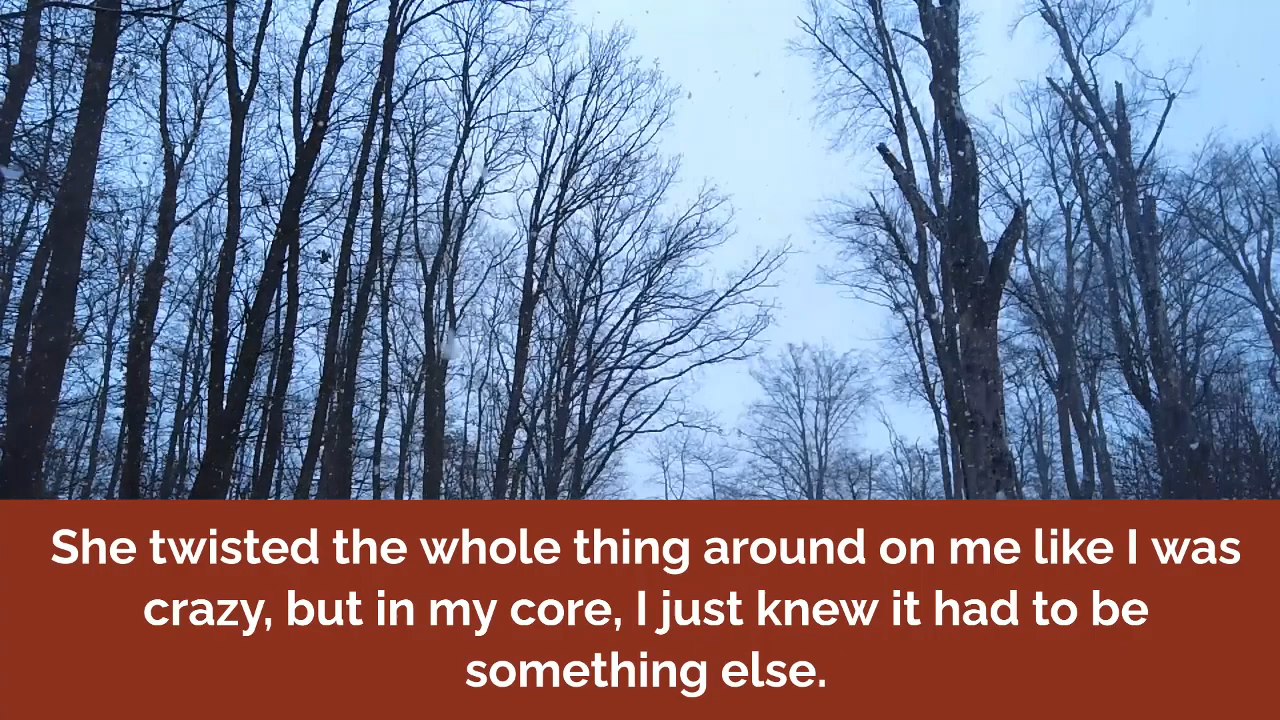 She twisted the whole thing around on me like I was
crazy, but in my core, I just knew it had to be
something else.